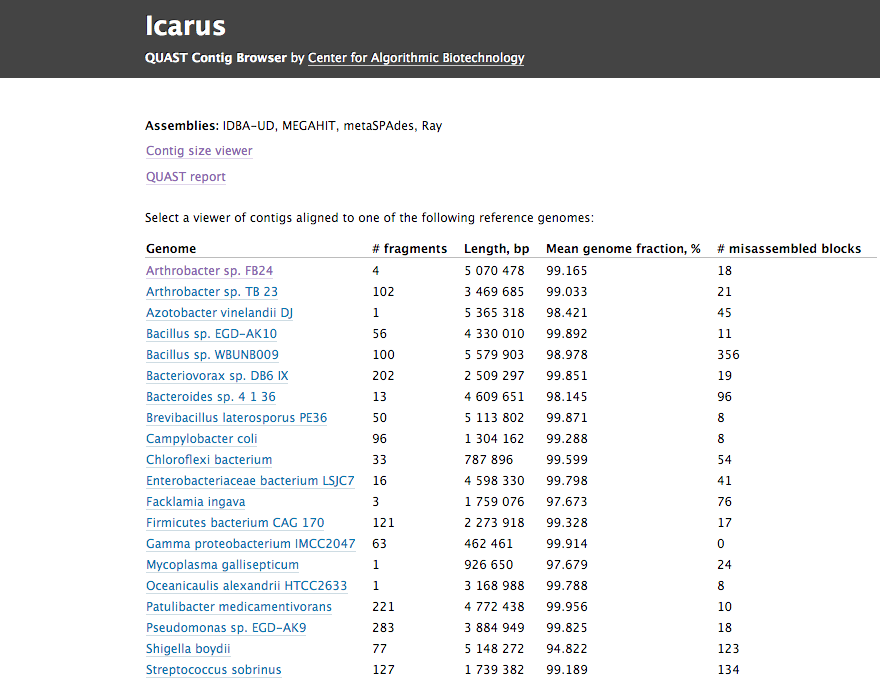 Icarus
QUAST Contig Browser by Center for Algorithmic Biotechnology
Assemblies: IDBA-UD, MEGAHIT, metaSPAdes, Ray
Contig size viewer
QUAST report
Select a viewer of contigs aligned to one of the following reference genomes:
Genome # fragments Length, bp Mean genome fraction, % # misassembled blocks
Arthrobacter sp. FB24 4 5 070 478 99.165 18
Arthrobacter sp. TB 23 102 3 469 685 99.033 21
Azotobacter vinelandii DJ 1 5 365 318 98.421 45
Bacillus sp. EGD-AK10 56 4 330 010 99.892 11
Bacillus sp. WBUNB009 100 5 579 903 98.978 356
Bacteriovorax sp. DB6 IX 202 2 509 297 99.851 19
Bacteroides sp. 4 1 36 13 4 609 651 98.145 96
Brevibacillus laterosporus PE36 50 5 113 802 99.871 8
Campylobacter coli 96 1 304 162 99.288 8
Chloroflexi bacterium 33 787 896 99.599 54
Enterobacteriaceae bacterium LSJC7 16 4 598 330 99.798 41
Facklamia ingava 3 1 759 076 97.673 76
Firmicutes bacterium CAG 170 121 2 273 918 99.328 17
Gamma proteobacterium IMCC2047 63 462 461 99.914 0
Mycoplasma gallisepticum 1 926 650 97.679 24
Oceanicaulis alexandrii HTCC2633 1 3 168 988 99.788 8
Patulibacter medicamentivorans 221 4 772 438 99.956 10
Pseudomonas sp. EGD-AK9 283 3 884 949 99.825 18
Shigella boydii 77 5 148 272 94.822 123
Streptococcus sobrinus 127 1 739 382 99.189 134